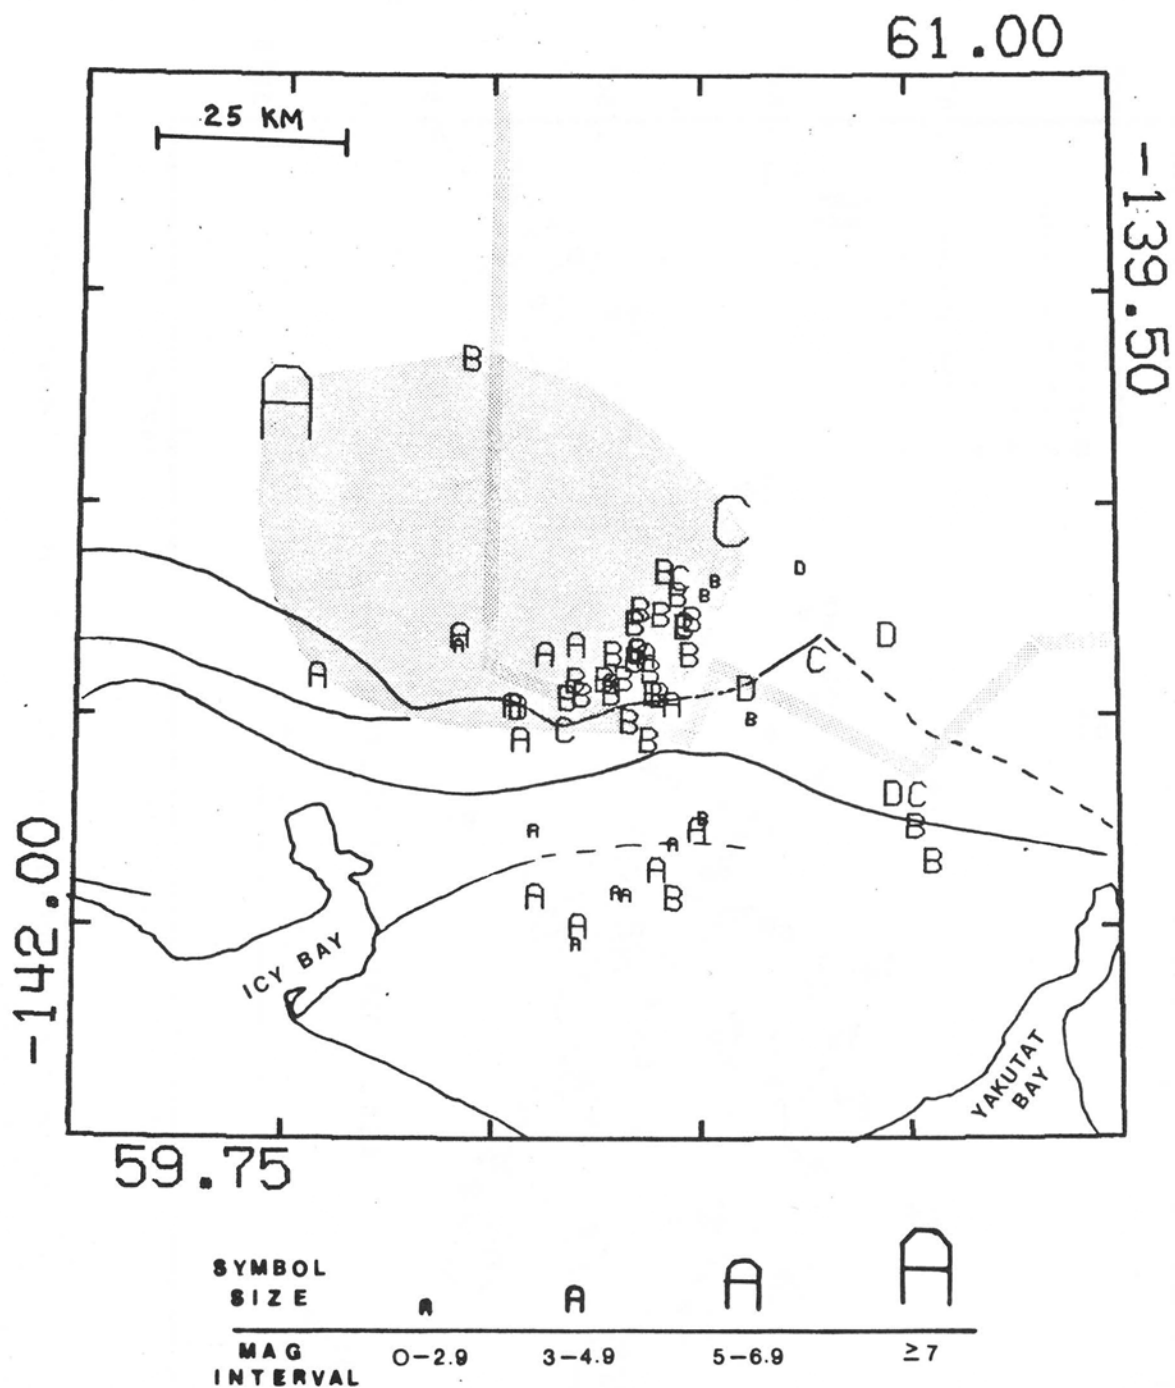 61.00
25 KM
-139.50
B
A
C
D
B C B
B
B
B
D
A
A
A
A
C
A
B
D
A
C
B
B
A
D C
B
B
A
A
A
B
A
A
A A
A
B
-142.00
ICY BAY
YAKUTAT
BAY
59.75
SYMBOL
SIZE
A A A A
MAG
INTERVAL
0-2.9 3-4.9 5-6.9 ≥7